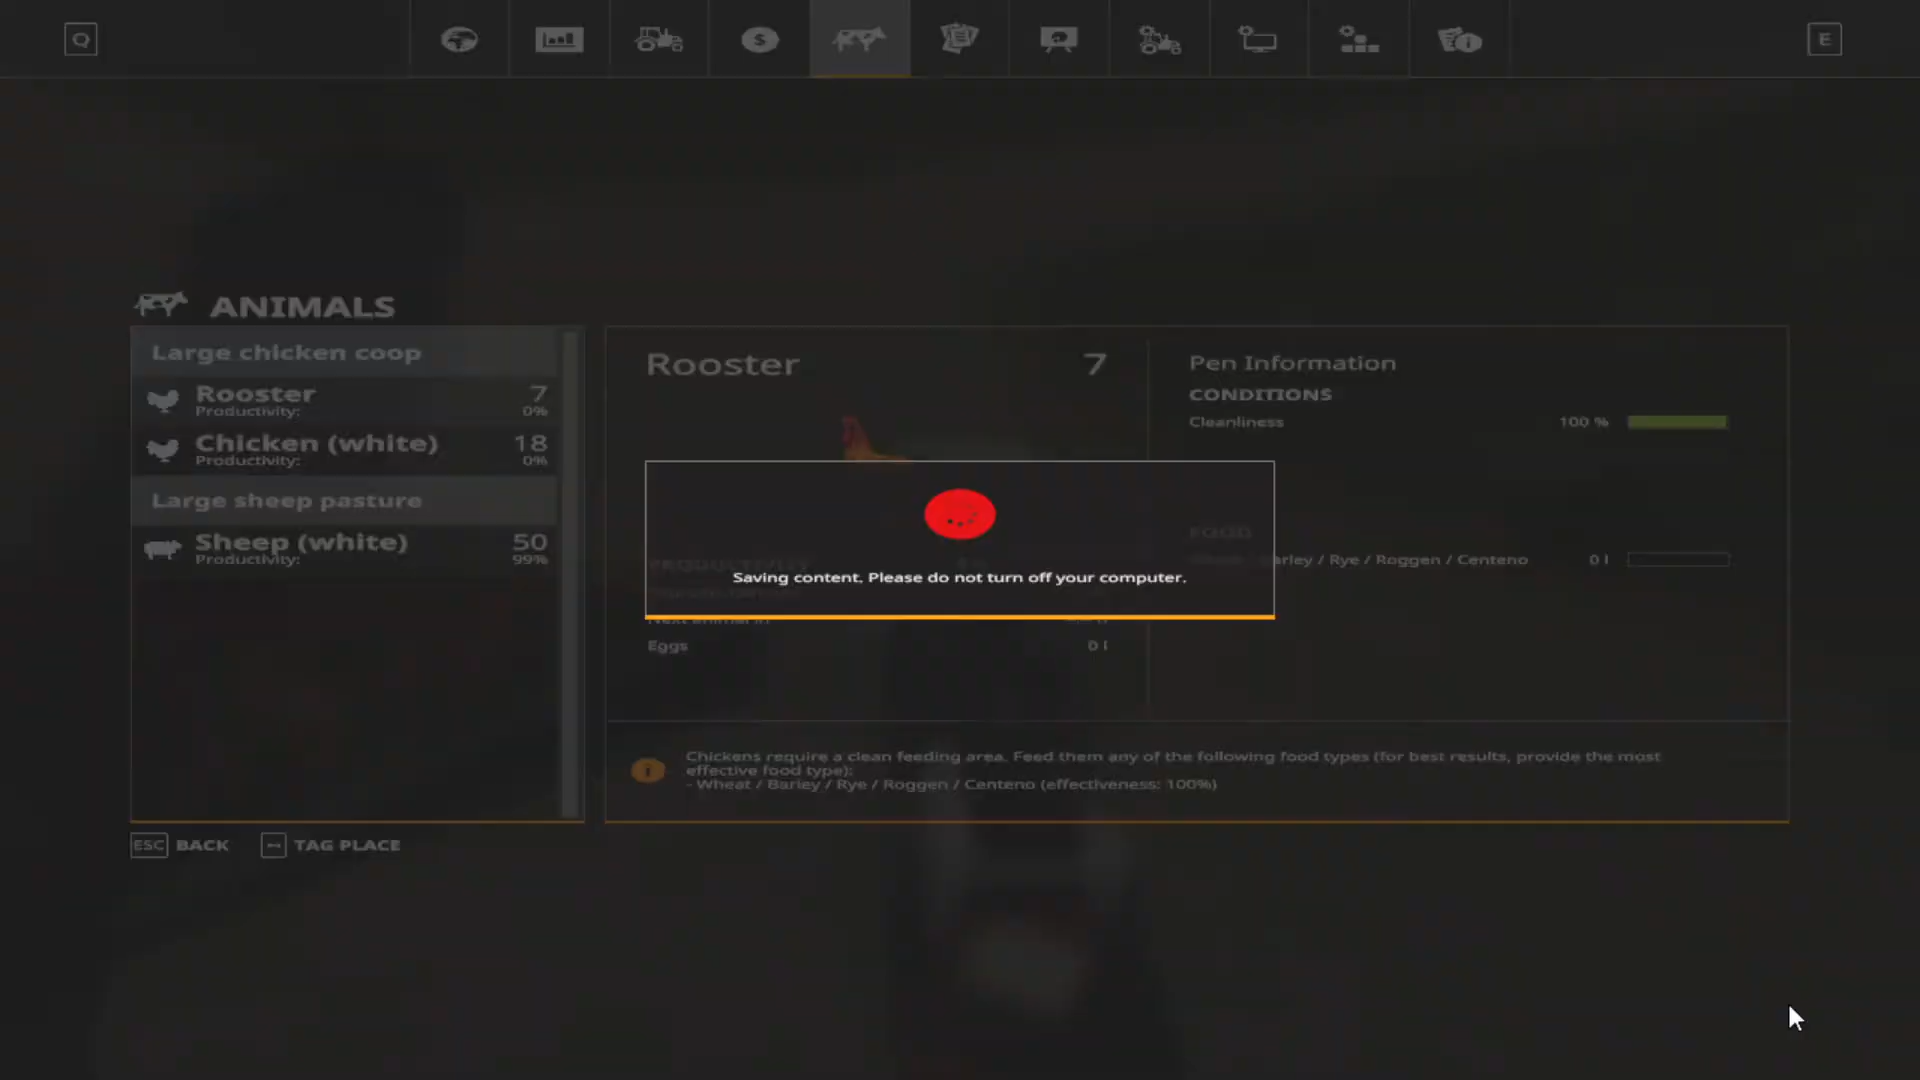 Q
E
ANIMALS
Large chicken coop
Rooster 7
Productivity: 0%
Chicken (white) 18
Productivity: 0%
Large sheep pasture
Sheep (white) 50
Productivity: 99%
Rooster 7
Eggs 0 l
Pen Information
CONDITIONS
Cleanliness 100 %
FOOD
/ Rye / Roggen / Centeno 0 l
Saving content. Please do not turn off your computer.
Chickens require a clean feeding area. Feed them any of the following food types (for best results, provide the most
effective food type):
- Wheat / Barley / Rye / Roggen / Centeno (effectiveness: 100%)
ESC BACK TAG PLACE